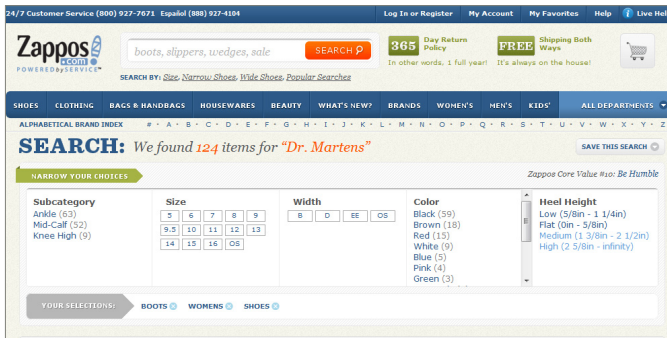 24/7 Customer Service (800) 927-7671 Español (888) 927-4104
Log In or Register My Account My Favorites Help i Live Hel
Zappos
.com
POWERED by SERVICE™
boots, slippers, wedges, sale
SEARCH
365 Day Return Policy
In other words, 1 full year!
FREE Shipping Both Ways
It's always on the house!
SEARCH BY: Size, Narrow Shoes, Wide Shoes, Popular Searches
SHOES CLOTHING BAGS & HANDBAGS HOUSEWARES BEAUTY WHAT'S NEW? BRANDS WOMEN'S MEN'S KIDS' ALL DEPARTMENTS
ALPHABETICAL BRAND INDEX # • A • B • C • D • E • F • G • H • I • J • K • L • M • N • O • P • Q • R • S • T • U • V • W • X • Y • Z
SEARCH: We found 124 items for "Dr. Martens"
SAVE THIS SEARCH
NARROW YOUR CHOICES
Zappos Core Value #10: Be Humble
Subcategory
Ankle (63)
Mid-Calf (52)
Knee High (9)
Size
5 6 7 8 9
9.5 10 11 12 13
14 15 16 OS
Width
B D EE OS
Color
Black (59)
Brown (18)
Red (15)
White (9)
Blue (5)
Pink (4)
Green (3)
Heel Height
Low (5/8in - 1 1/4in)
Flat (0in - 5/8in)
Medium (1 3/8in - 2 1/2in)
High (2 5/8in - infinity)
YOUR SELECTIONS: BOOTS WOMENS SHOES